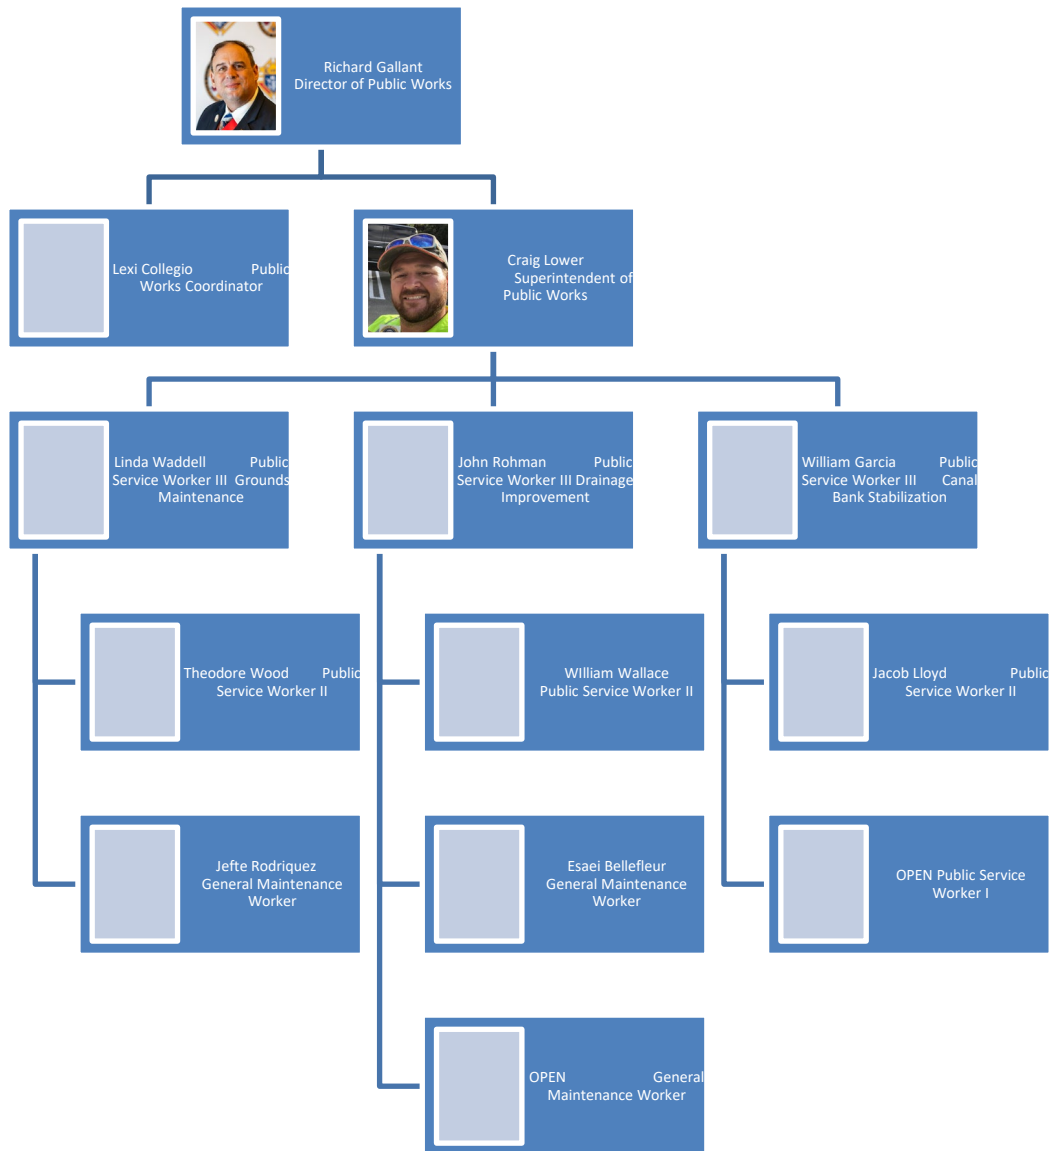 Richard Gallant
Director of Public Works
Lexi Collegio Public
Works Coordinator
Craig Lower
Superintendent of
Public Works
Linda Waddell Public
Service Worker III Grounds
Maintenance
John Rohman Public
Service Worker III Drainage
Improvement
William Garcia Public
Service Worker III Canal
Bank Stabilization
Theodore Wood Public
Service Worker II
WIlliam Wallace
Public Service Worker II
Jacob Lloyd Public
Service Worker II
Jefte Rodriquez
General Maintenance
Worker
Esaei Bellefleur
General Maintenance
Worker
OPEN Public Service
Worker I
OPEN General
Maintenance Worker